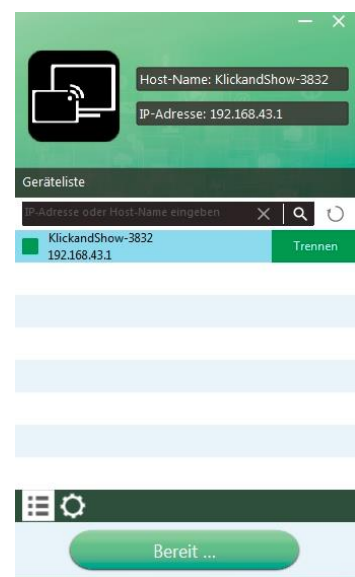 Host-Name: KlickandShow-3832
IP-Adresse: 192.168.43.1
Geräteliste
IP-Adresse oder Host-Name eingeben
KlickandShow-3832
192.168.43.1
Trennen
Bereit ...